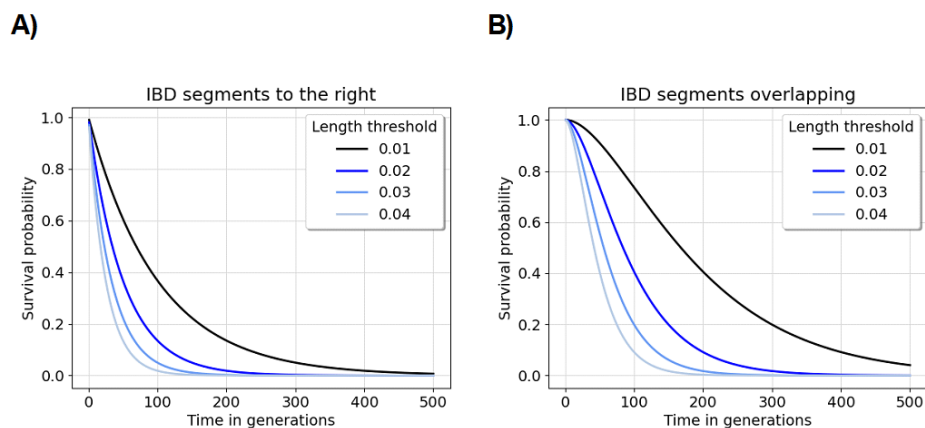 A)
B)
IBD segments to the right
Survival probability
1.0
0.8
0.6
0.4
0.2
0.0
Length threshold
0.01
0.02
0.03
0.04
0 100 200 300 400 500
Time in generations
IBD segments overlapping
Survival probability
1.0
0.8
0.6
0.4
0.2
0.0
Length threshold
0.01
0.02
0.03
0.04
0 100 200 300 400 500
Time in generations